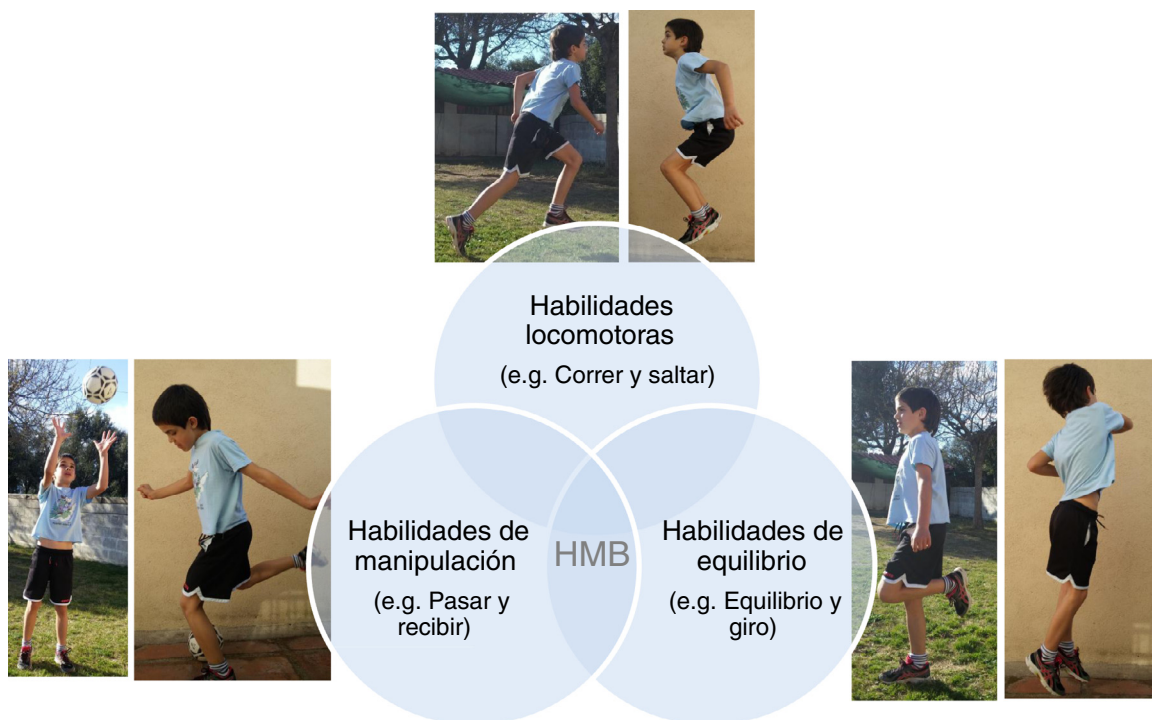 Habilidades
locomotoras
(e.g. Correr y saltar)
Habilidades de
manipulación
(e.g. Pasar y
recibir)
HMB
Habilidades de
equilibrio
(e.g. Equilibrio y
giro)